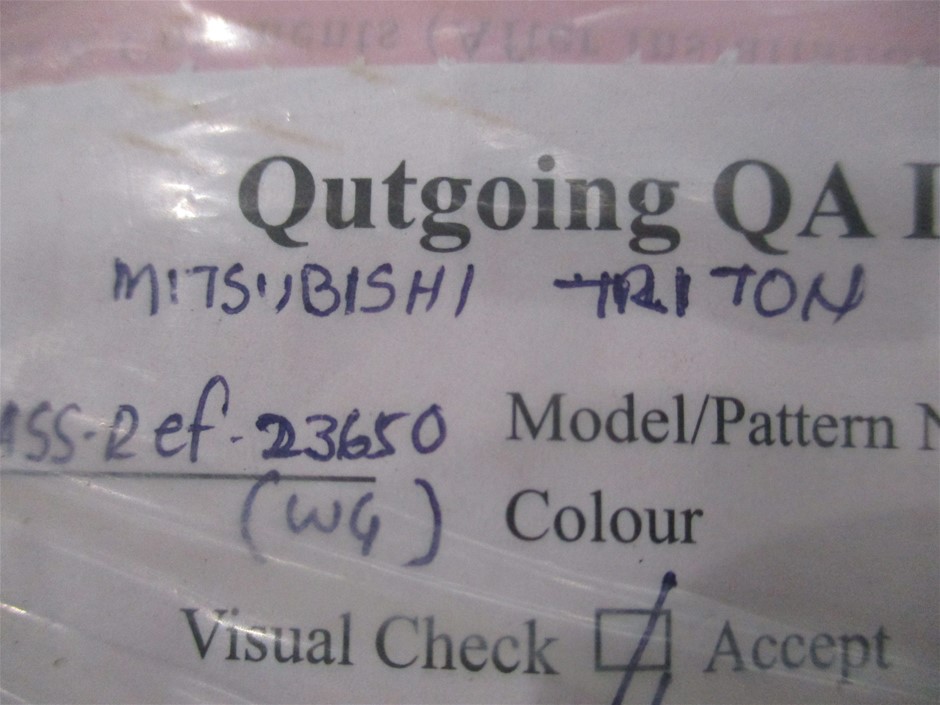 Qutgoing QA I
MITSUBISHI TRITON
ASS-Ref-23650 Model/Pattern N
(WG) Colour
Visual Check Accept